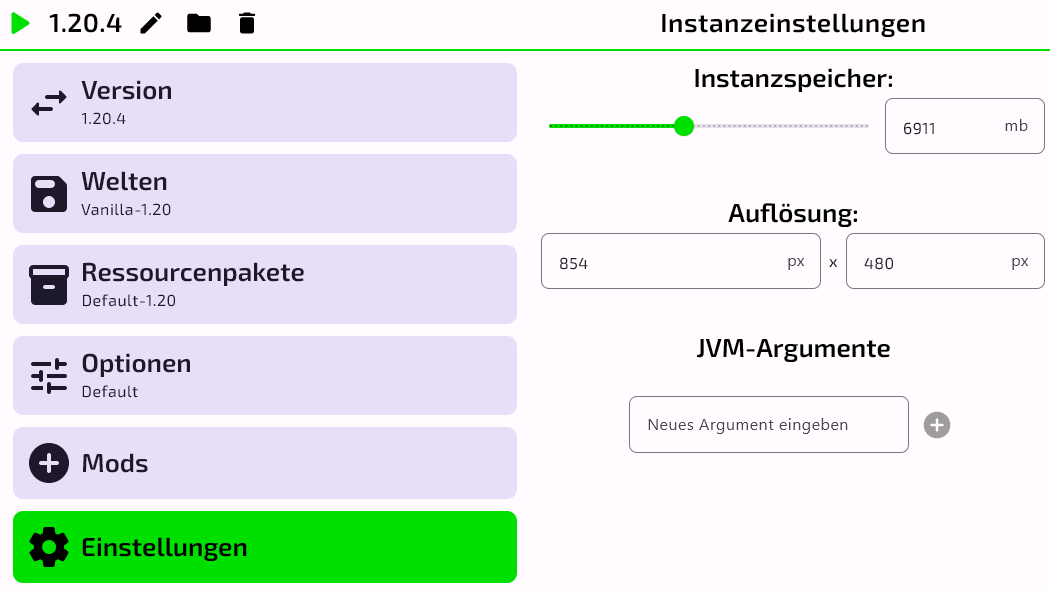 1.20.4
Instanzeinstellungen
Version
1.20.4
Welten
Vanilla-1.20
Ressourcenpakete
Default-1.20
Optionen
Default
Mods
Einstellungen
Instanzspeicher:
6911 mb
Auflösung:
854 px x 480 px
JVM-Argumente
Neues Argument eingeben